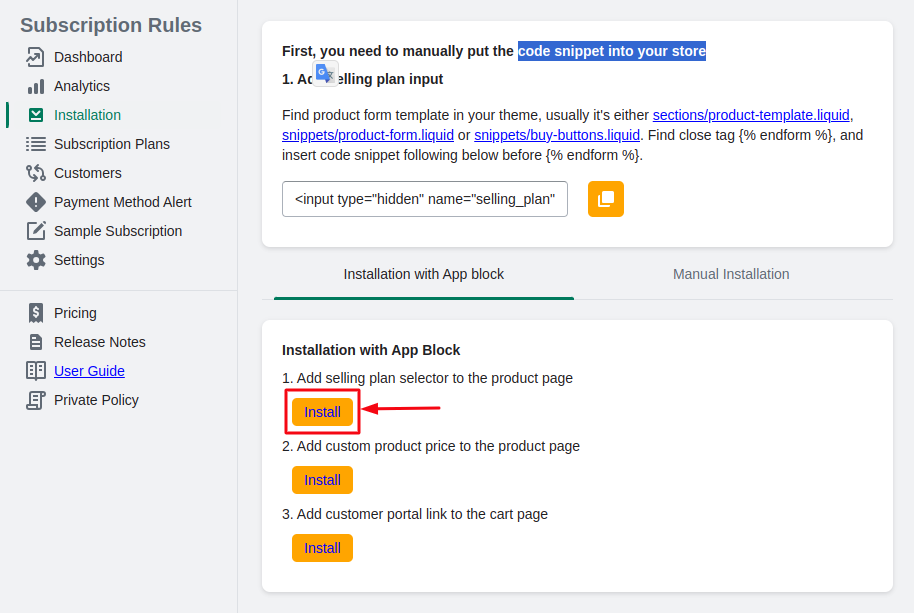 Subscription Rules
Dashboard
Analytics
Installation
Subscription Plans
Customers
Payment Method Alert
Sample Subscription
Settings
Pricing
Release Notes
User Guide
Private Policy
First, you need to manually put the code snippet into your store
1. Ad elling plan input
Find product form template in your theme, usually it's either sections/product-template.liquid,
snippets/product-form.liquid or snippets/buy-buttons.liquid. Find close tag {% endform %}, and
insert code snippet following below before {% endform %}.
<input type="hidden" name="selling_plan"
Installation with App block
Manual Installation
Installation with App Block
1. Add selling plan selector to the product page
Install
2. Add custom product price to the product page
Install
3. Add customer portal link to the cart page
Install